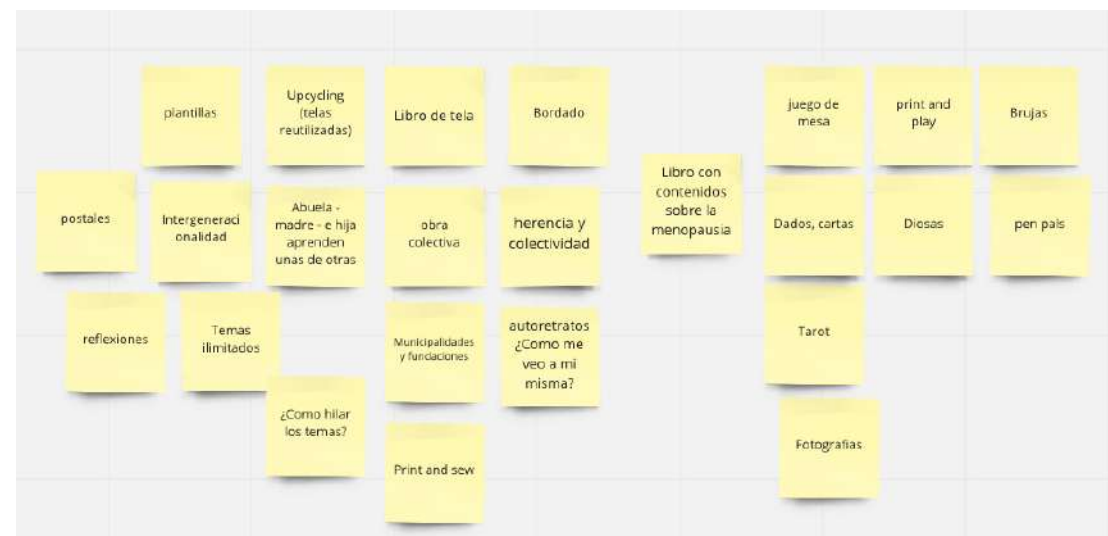 plantillas
Upcycling
(telas
reutilizadas)
Libro de tela
Bordado
postales
Intergeneraci
onalidad
Abuela -
madre - e hija
aprenden
unas de otras
obra
colectiva
herencia y
colectividad
reflexiones
Temas
ilimitados
Municipalidades
y fundaciones
autoretratos
¿Como me
veo a mi
misma?
¿Como hilar
los temas?
Print and sew
Libro con
contenidos
sobre la
menopausia
juego de
mesa
print and
play
Brujas
Dados, cartas
Diosas
pen pals
Tarot
Fotografias